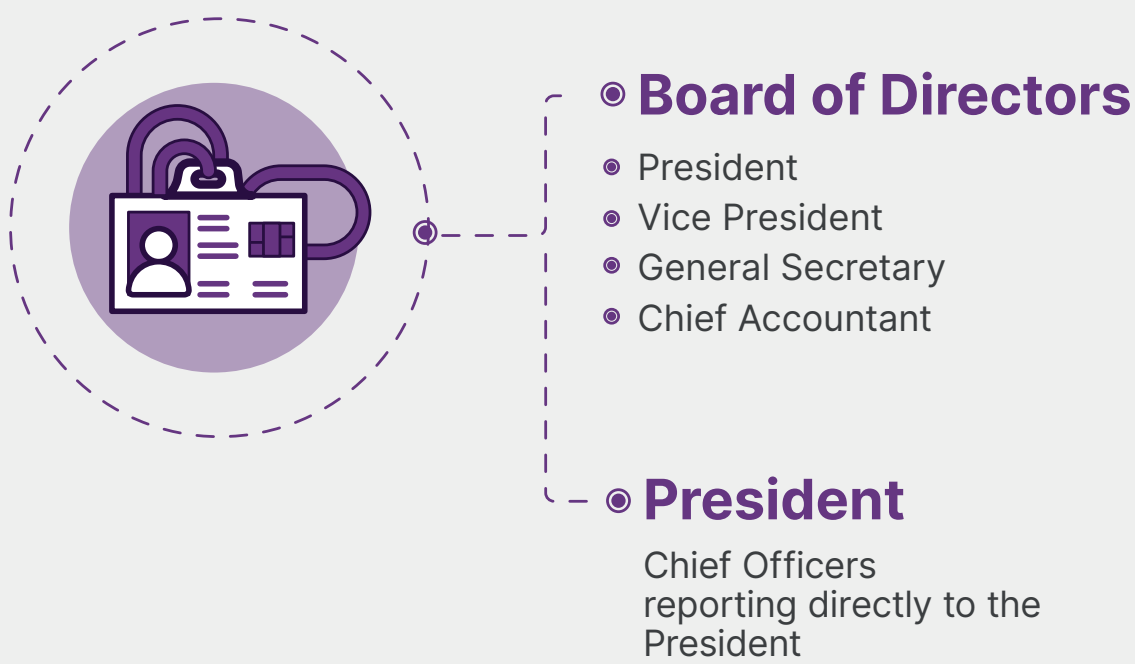 Board of Directors
President
Vice President
General Secretary
Chief Accountant
President
Chief Officers
reporting directly to the
President